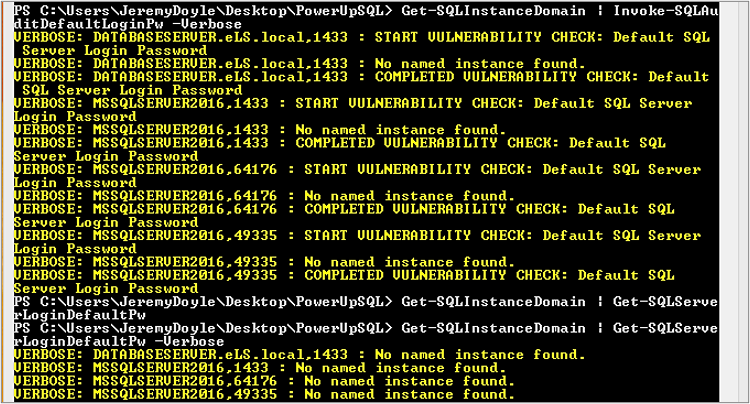 PS C:\Users\JeremyDoyle\Desktop\PowerUpSQL> Get-SQLInstanceDomain | Invoke-SQLAu
ditDefaultLoginPw -Verbose
VERBOSE: DATABASESERVER.eLS.local,1433 : START VULNERABILITY CHECK: Default SQL
 Server Login Password
VERBOSE: DATABASESERVER.eLS.local,1433 : No named instance found.
VERBOSE: DATABASESERVER.eLS.local,1433 : COMPLETED VULNERABILITY CHECK: Default
 SQL Server Login Password
VERBOSE: MSSQLSERVER2016,1433 : START VULNERABILITY CHECK: Default SQL Server
Login Password
VERBOSE: MSSQLSERVER2016,1433 : No named instance found.
VERBOSE: MSSQLSERVER2016,1433 : COMPLETED VULNERABILITY CHECK: Default SQL
Server Login Password
VERBOSE: MSSQLSERVER2016,64176 : START VULNERABILITY CHECK: Default SQL Server
Login Password
VERBOSE: MSSQLSERVER2016,64176 : No named instance found.
VERBOSE: MSSQLSERVER2016,64176 : COMPLETED VULNERABILITY CHECK: Default SQL
Server Login Password
VERBOSE: MSSQLSERVER2016,49335 : START VULNERABILITY CHECK: Default SQL Server
Login Password
VERBOSE: MSSQLSERVER2016,49335 : No named instance found.
VERBOSE: MSSQLSERVER2016,49335 : COMPLETED VULNERABILITY CHECK: Default SQL
Server Login Password
PS C:\Users\JeremyDoyle\Desktop\PowerUpSQL> Get-SQLInstanceDomain | Get-SQLServe
rLoginDefaultPw
PS C:\Users\JeremyDoyle\Desktop\PowerUpSQL> Get-SQLInstanceDomain | Get-SQLServe
rLoginDefaultPw -Verbose
VERBOSE: DATABASESERVER.eLS.local,1433 : No named instance found.
VERBOSE: MSSQLSERVER2016,1433 : No named instance found.
VERBOSE: MSSQLSERVER2016,64176 : No named instance found.
VERBOSE: MSSQLSERVER2016,49335 : No named instance found.